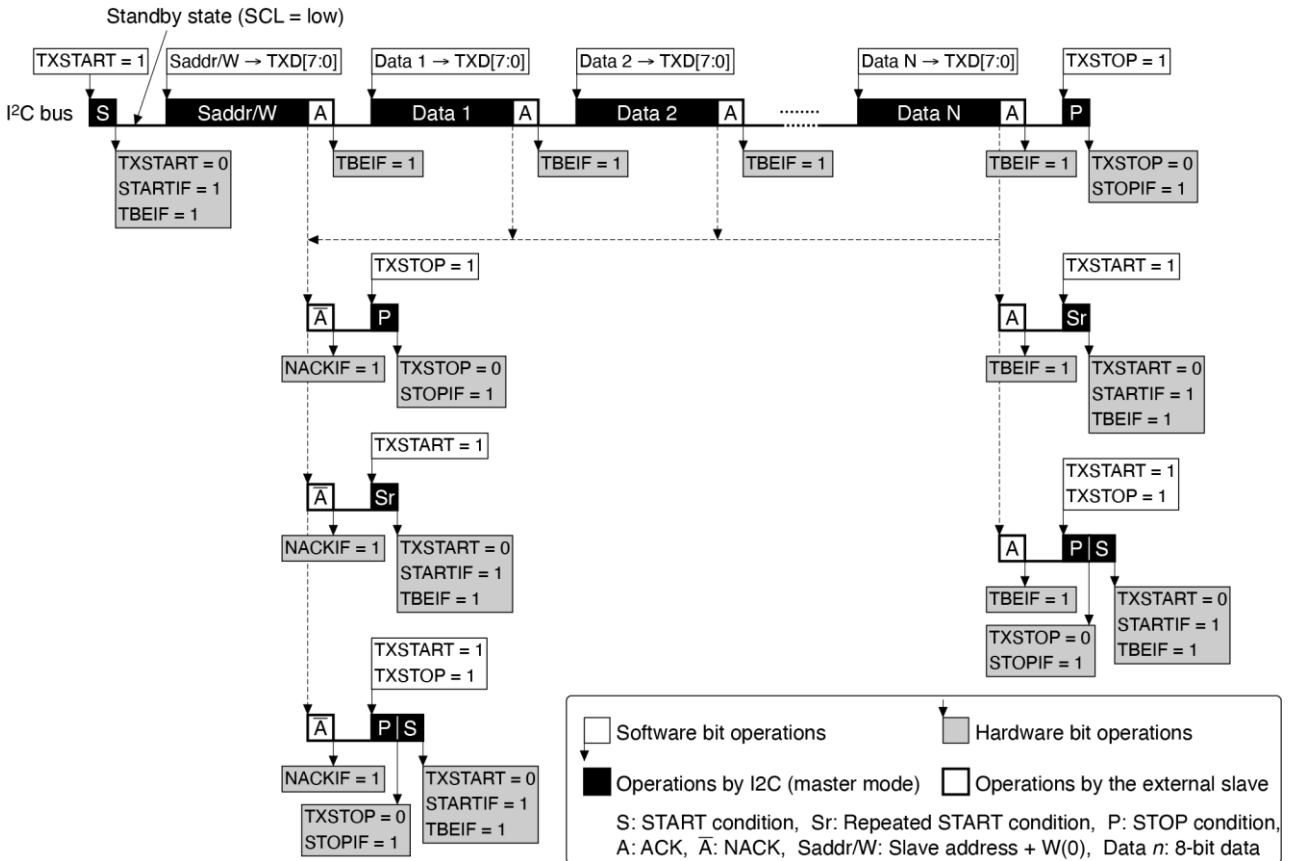 Standby state (SCL = low)
TXSTART = 1
Saddr/W → TXD[7:0]
Data 1 → TXD[7:0]
Data 2 → TXD[7:0]
Data N → TXD[7:0]
TXSTOP = 1
I²C bus
S
Saddr/W
A
Data 1
A
Data 2
A
........
Data N
A
P
TXSTART = 0
STARTIF = 1
TBEIF = 1
TBEIF = 1
TBEIF = 1
TBEIF = 1
TBEIF = 1
TXSTOP = 0
STOPIF = 1
TXSTOP = 1
A̅
P
NACKIF = 1
TXSTOP = 0
STOPIF = 1
TXSTART = 1
A
Sr
TBEIF = 1
TXSTART = 0
STARTIF = 1
TBEIF = 1
TXSTART = 1
A̅
Sr
NACKIF = 1
TXSTART = 0
STARTIF = 1
TBEIF = 1
TXSTART = 1
TXSTOP = 1
A
P
S
TBEIF = 1
TXSTOP = 0
STOPIF = 1
TXSTART = 0
STARTIF = 1
TBEIF = 1
TXSTART = 1
TXSTOP = 1
A̅
P
S
NACKIF = 1
TXSTOP = 0
STOPIF = 1
TXSTART = 0
STARTIF = 1
TBEIF = 1
Software bit operations
Hardware bit operations
Operations by I2C (master mode)
Operations by the external slave
S: START condition, Sr: Repeated START condition, P: STOP condition,
A: ACK, A̅: NACK, Saddr/W: Slave address + W(0), Data n: 8-bit data